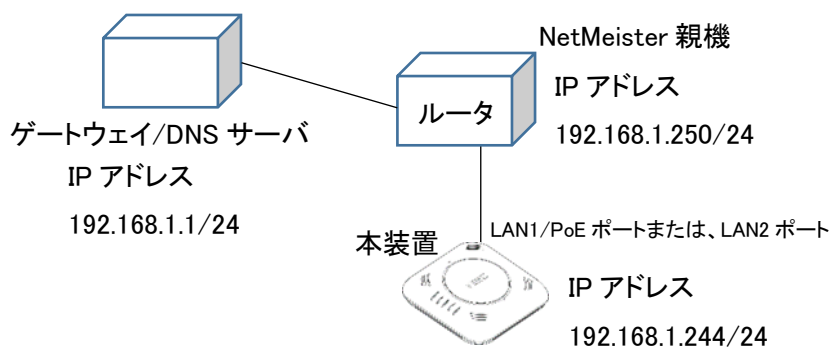 NetMeister 親機
IP アドレス
192.168.1.250/24
ルータ
ゲートウェイ/DNS サーバ
IP アドレス
192.168.1.1/24
本装置
LAN1/PoE ポートまたは、LAN2 ポート
IP アドレス
192.168.1.244/24